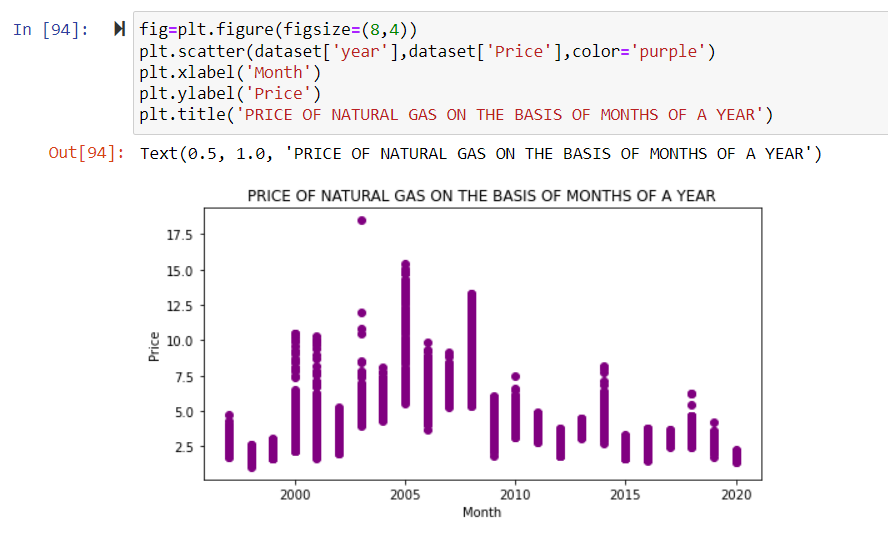 In [94]:
fig=plt.figure(figsize=(8,4))
plt.scatter(dataset['year'],dataset['Price'],color='purple')
plt.xlabel('Month')
plt.ylabel('Price')
plt.title('PRICE OF NATURAL GAS ON THE BASIS OF MONTHS OF A YEAR')
Out[94]:
Text(0.5, 1.0, 'PRICE OF NATURAL GAS ON THE BASIS OF MONTHS OF A YEAR')
PRICE OF NATURAL GAS ON THE BASIS OF MONTHS OF A YEAR
17.5
15.0
12.5
10.0
7.5
5.0
2.5
Price
2000 2005 2010 2015 2020
Month